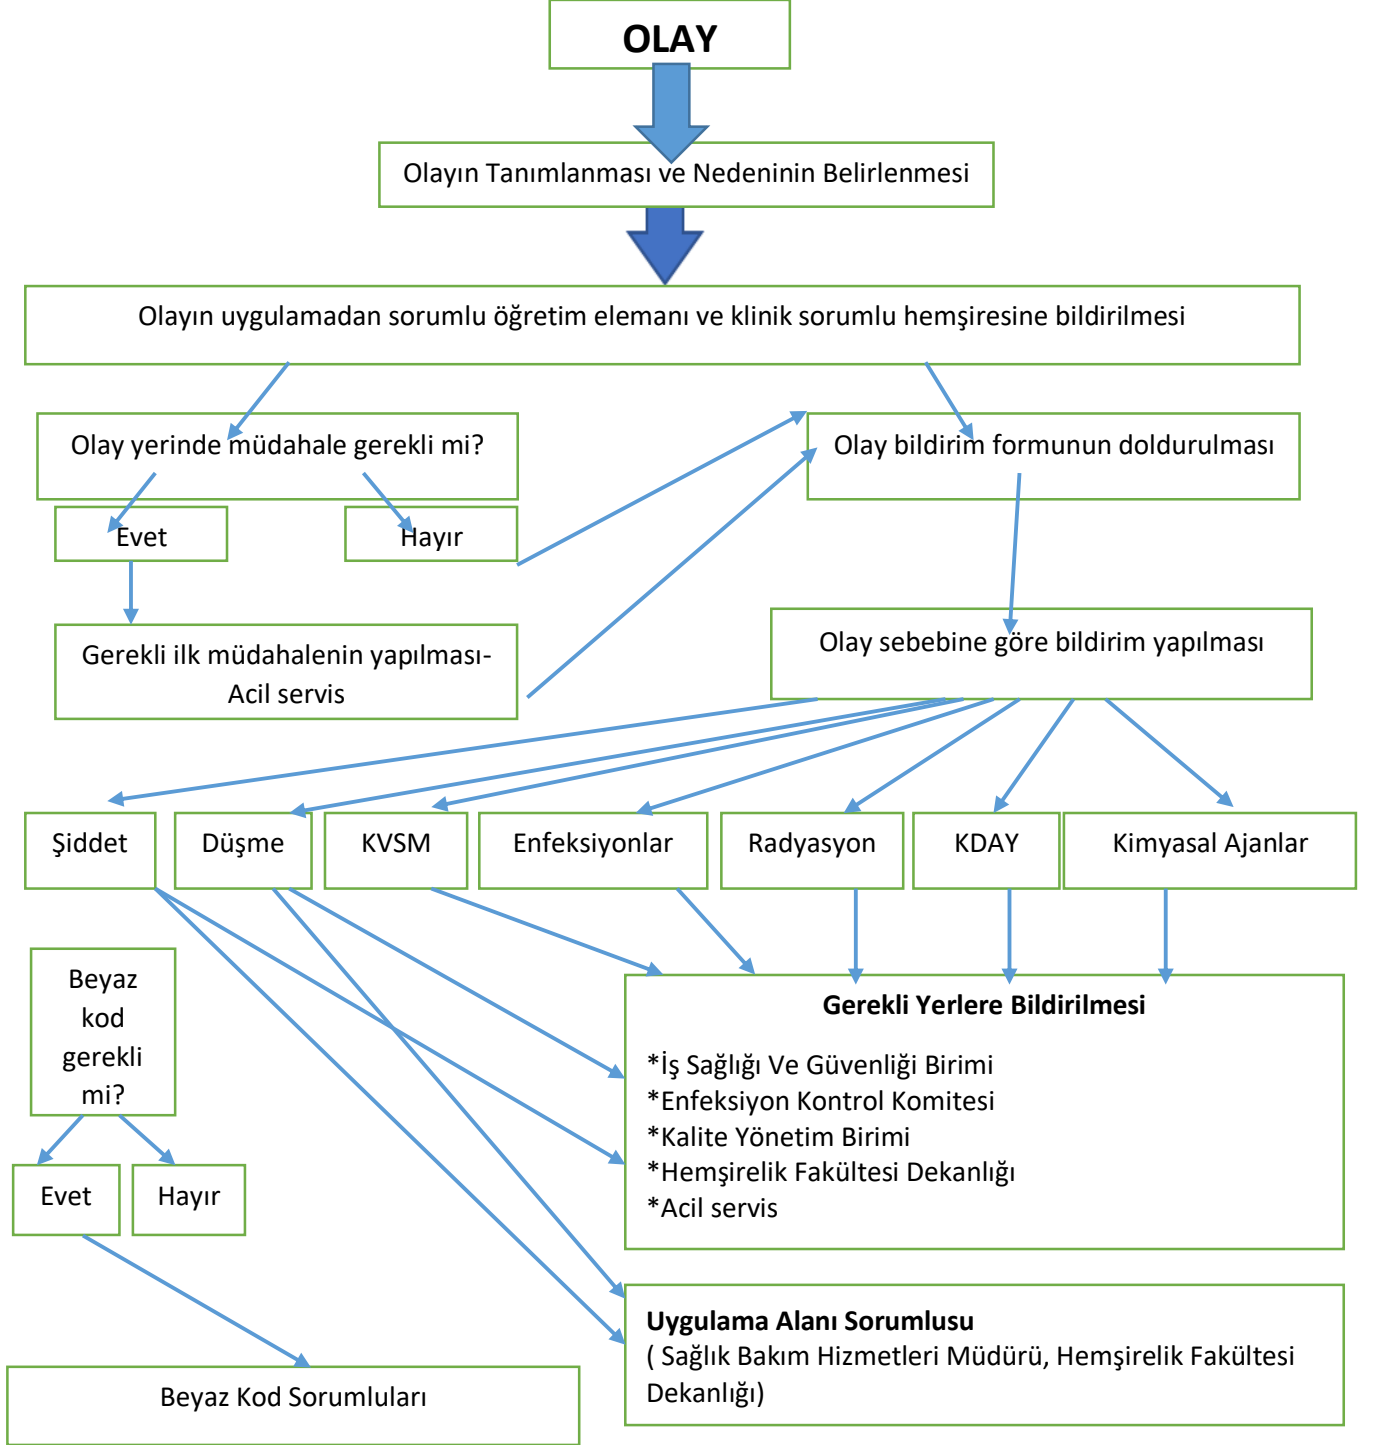 OLAY
Olayın Tanımlanması ve Nedeninin Belirlenmesi
Olayın uygulamadan sorumlu öğretim elemanı ve klinik sorumlu hemşiresine bildirilmesi
Olay yerinde müdahale gerekli mi?
Olay bildirim formunun doldurulması
Evet
Hayır
Gerekli ilk müdahalenin yapılması-
Acil servis
Olay sebebine göre bildirim yapılması
Şiddet
Düşme
KVSM
Enfeksiyonlar
Radyasyon
KDAY
Kimyasal Ajanlar
Beyaz
kod
gerekli
mi?
Evet
Hayır
Gerekli Yerlere Bildirilmesi
*İş Sağlığı Ve Güvenliği Birimi
*Enfeksiyon Kontrol Komitesi
*Kalite Yönetim Birimi
*Hemşirelik Fakültesi Dekanlığı
*Acil servis
Uygulama Alanı Sorumlusu
( Sağlık Bakım Hizmetleri Müdürü, Hemşirelik Fakültesi
Dekanlığı)
Beyaz Kod Sorumluları